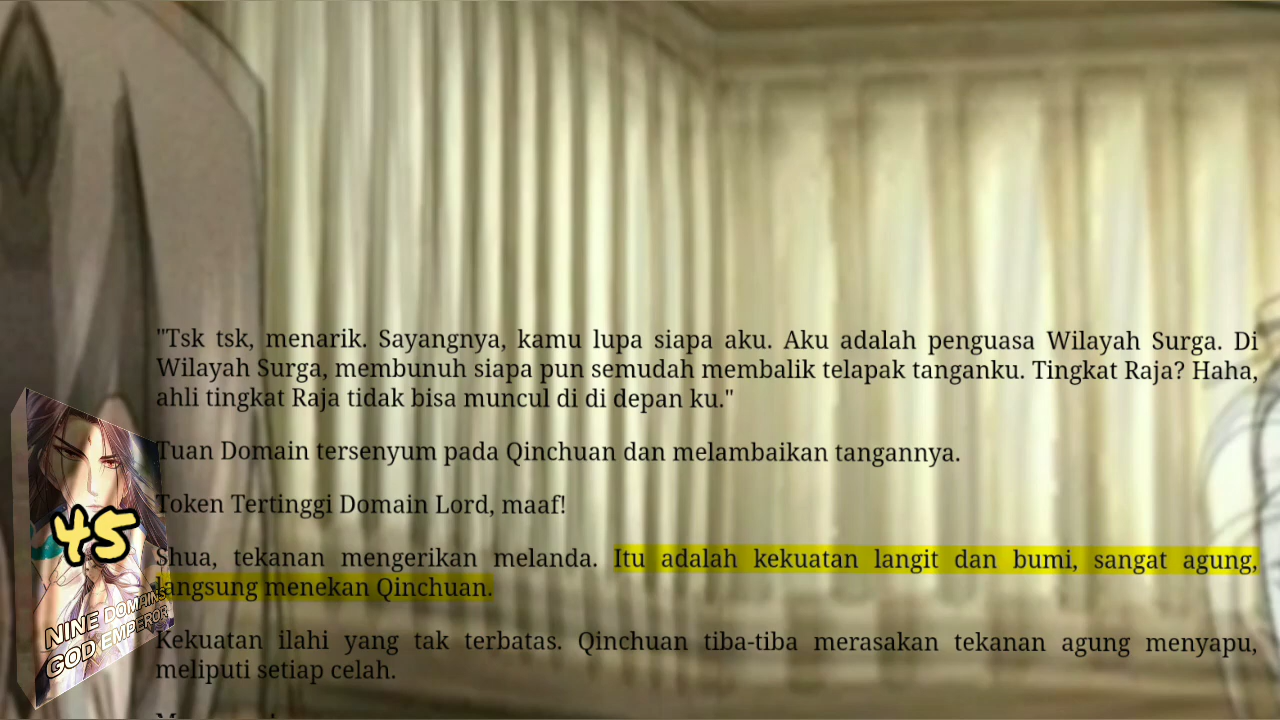 "Tsk tsk, menarik. Sayangnya, kamu lupa siapa aku. Aku adalah penguasa Wilayah Surga. Di
Wilayah Surga, membunuh siapa pun semudah membalik telapak tanganku. Tingkat Raja? Haha,
ahli tingkat Raja tidak bisa muncul di di depan ku."
Tuan Domain tersenyum pada Qinchuan dan melambaikan tangannya.
Token Tertinggi Domain Lord, maaf!
Shua, tekanan mengerikan melanda. Itu adalah kekuatan langit dan bumi, sangat agung,
langsung menekan Qinchuan.
Kekuatan ilahi yang tak terbatas. Qinchuan tiba-tiba merasakan tekanan agung menyapu,
meliputi setiap celah.
45
NINE DOMAINS
GOD EMPEROR